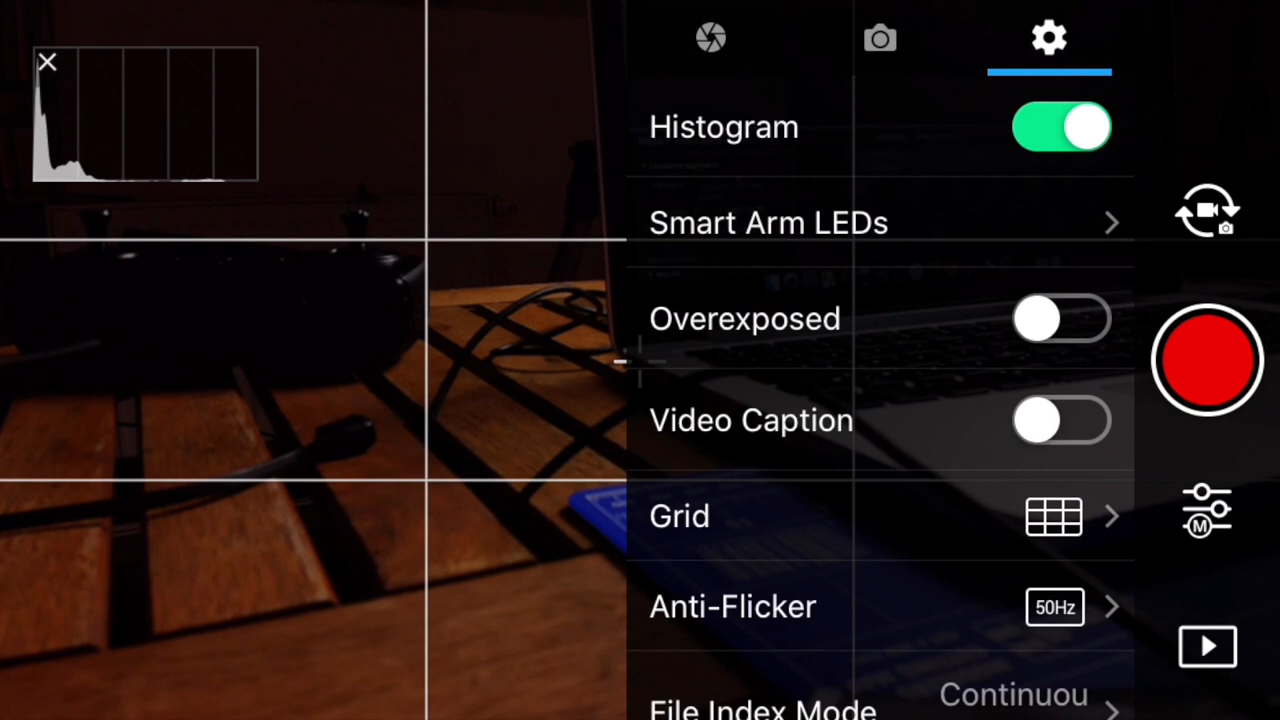 Histogram
Smart Arm LEDs
Overexposed
Video Caption
Grid
Anti-Flicker
50Hz
M
Continuou
File Index Mode